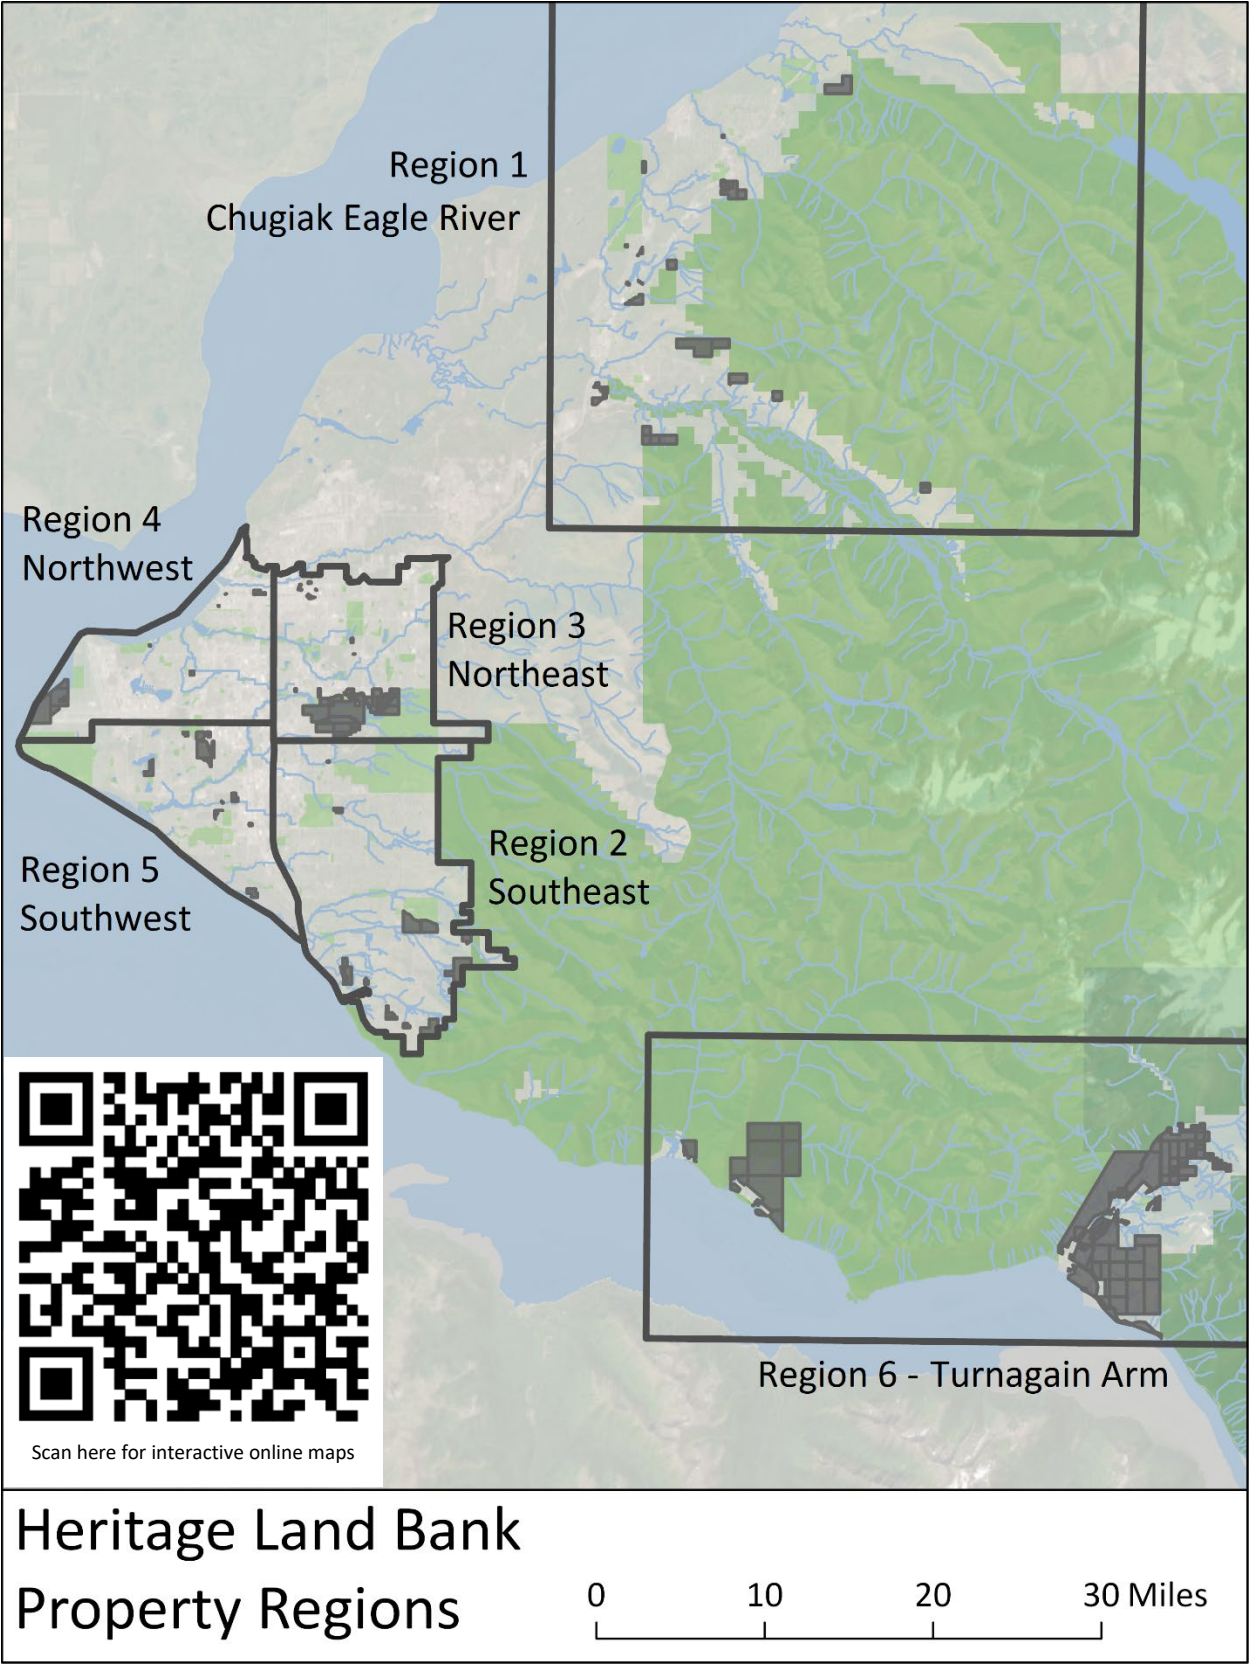 Region 1
Chugiak Eagle River
Region 4
Northwest
Region 3
Northeast
Region 5
Southwest
Region 2
Southeast
Region 6 - Turnagain Arm
Scan here for interactive online maps
Heritage Land Bank
Property Regions
0 10 20 30 Miles